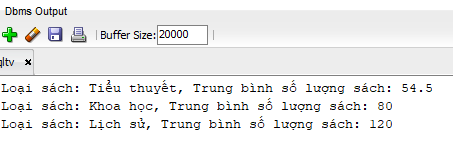 Dbms Output
Buffer Size: 20000
qltv ×
Loại sách: Tiểu thuyết, Trung bình số lượng sách: 54.5
Loại sách: Khoa học, Trung bình số lượng sách: 80
Loại sách: Lịch sử, Trung bình số lượng sách: 120